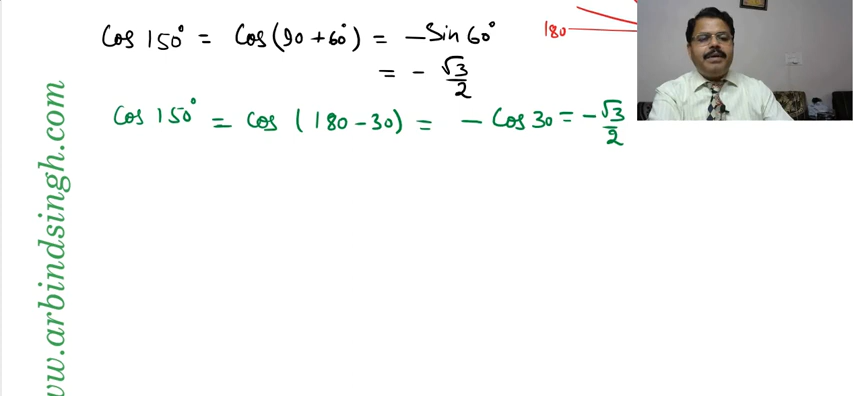 Cos 150° = Cos(90 + 60°) = - Sin 60°
= - √3/2
Cos 150° = Cos (180 - 30) = - Cos 30 = - √3/2
180
ww.arbindsingh.com